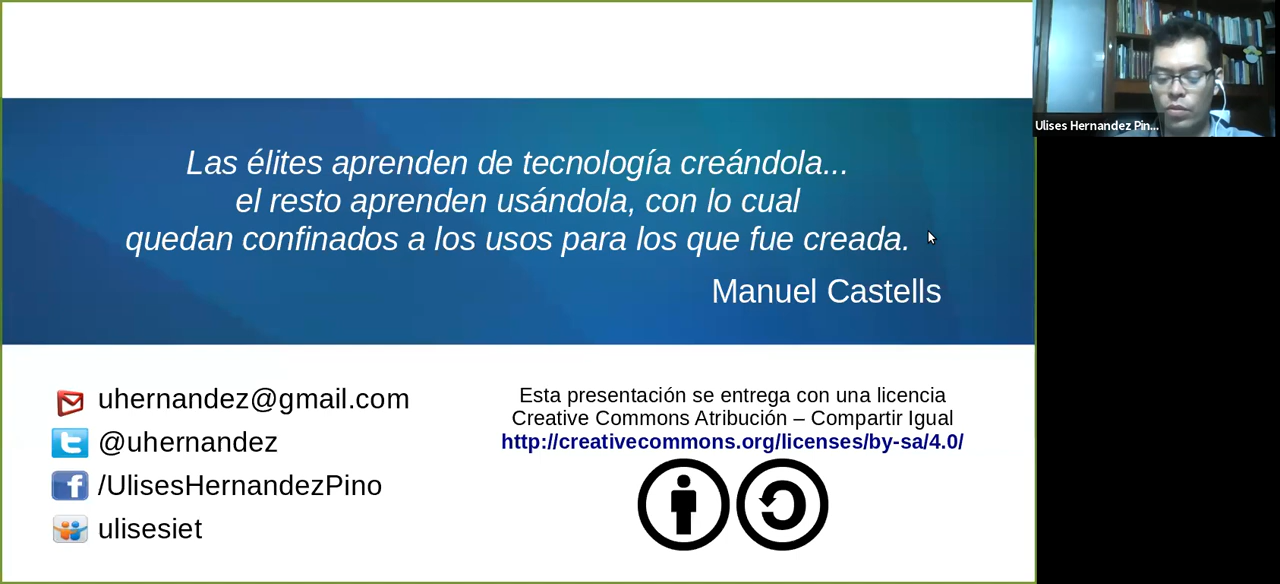 Las élites aprenden de tecnología creándola...
el resto aprenden usándola, con lo cual
quedan confinados a los usos para los que fue creada.
Manuel Castells
uhernandez@gmail.com
@uhernandez
/UlisesHernandezPino
ulisesiet
Esta presentación se entrega con una licencia
Creative Commons Atribución – Compartir Igual
http://creativecommons.org/licenses/by-sa/4.0/
Ulises Hernandez Pin...